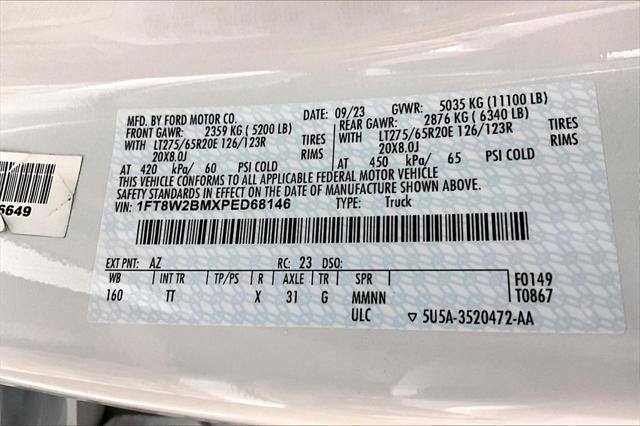 MFD. BY FORD MOTOR CO. DATE: 09/23 GVWR: 5035 KG (11100 LB)
FRONT GAWR: 2359 KG (5200 LB) REAR GAWR: 2876 KG (6340 LB)
WITH LT275/65R20E 126/123R TIRES WITH LT275/65R20E 126/123R TIRES
20X8.0J RIMS 20X8.0J RIMS
AT 420 kPa/ 60 PSI COLD AT 450 kPa/ 65 PSI COLD
THIS VEHICLE CONFORMS TO ALL APPLICABLE FEDERAL MOTOR VEHICLE
SAFETY STANDARDS IN EFFECT ON THE DATE OF MANUFACTURE SHOWN ABOVE.
VIN: 1FT8W2BMXPED68146 TYPE: Truck
6649
EXT PNT: AZ RC: 23 DSO:
WB INT TR TP/PS R AXLE TR SPR F0149
160 TT X 31 G MMNN T0867
ULC ▽ 5U5A-3520472-AA